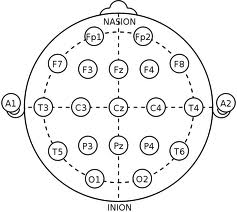 NASION
Fp1 Fp2
F7 F3 Fz F4 F8
A1 T3 C3 Cz C4 T4 A2
T5 P3 Pz P4 T6
O1 O2
INION